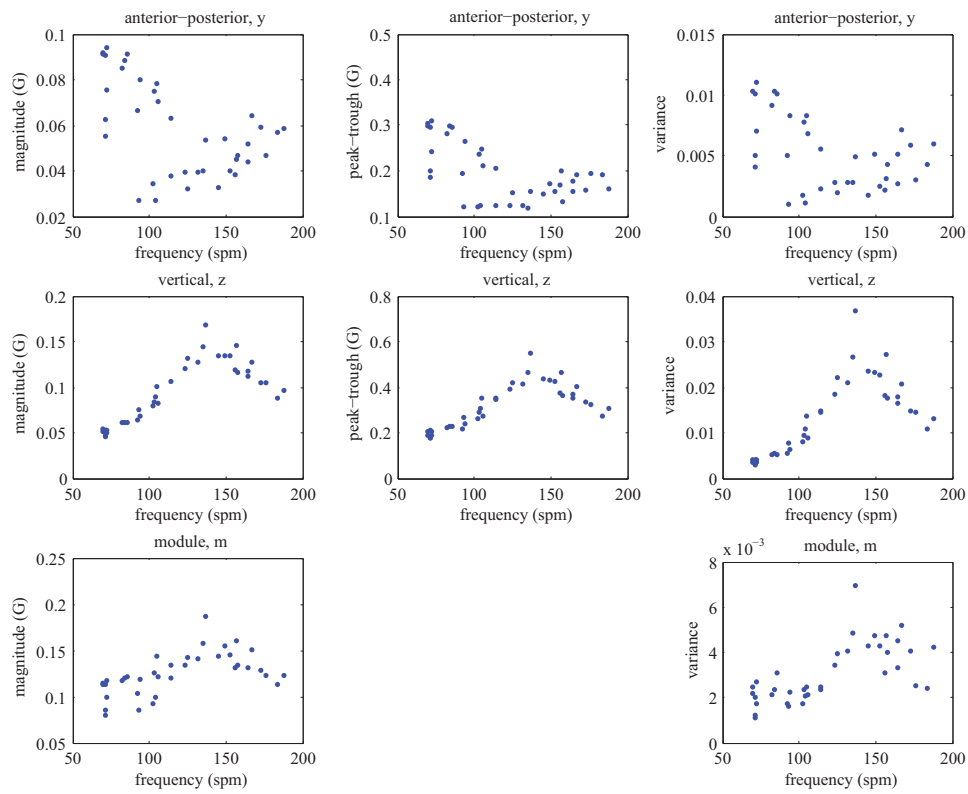 anterior−posterior, y
anterior−posterior, y
anterior−posterior, y
0.1
0.08
0.06
0.04
0.02
magnitude (G)
50 100 150 200
frequency (spm)
0.5
0.4
0.3
0.2
0.1
peak−trough (G)
50 100 150 200
frequency (spm)
0.015
0.01
0.005
0
variance
50 100 150 200
frequency (spm)
vertical, z
vertical, z
vertical, z
0.2
0.15
0.1
0.05
0
magnitude (G)
50 100 150 200
frequency (spm)
0.8
0.6
0.4
0.2
0
peak−trough (G)
50 100 150 200
frequency (spm)
0.04
0.03
0.02
0.01
0
variance
50 100 150 200
frequency (spm)
module, m
x 10⁻³ module, m
0.25
0.2
0.15
0.1
0.05
magnitude (G)
50 100 150 200
frequency (spm)
8
6
4
2
0
variance
50 100 150 200
frequency (spm)